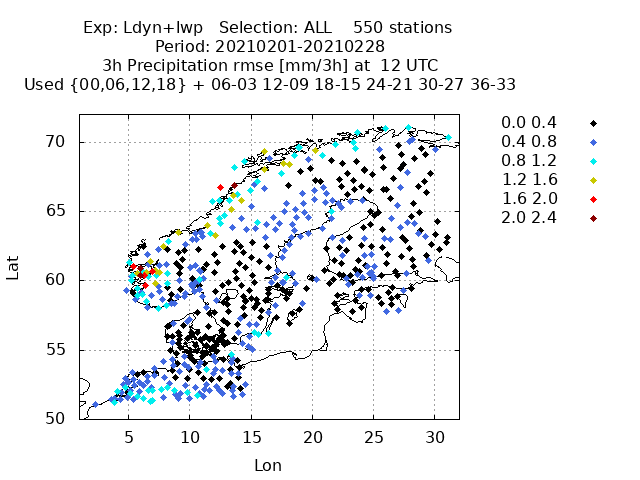 Exp: Ldyn+lwp Selection: ALL 550 stations
Period: 20210201-20210228
3h Precipitation rmse [mm/3h] at 12 UTC
Used {00,06,12,18} + 06-03 12-09 18-15 24-21 30-27 36-33
0.0 0.4
0.4 0.8
0.8 1.2
1.2 1.6
1.6 2.0
2.0 2.4
70
65
60
55
50
Lat
5 10 15 20 25 30
Lon